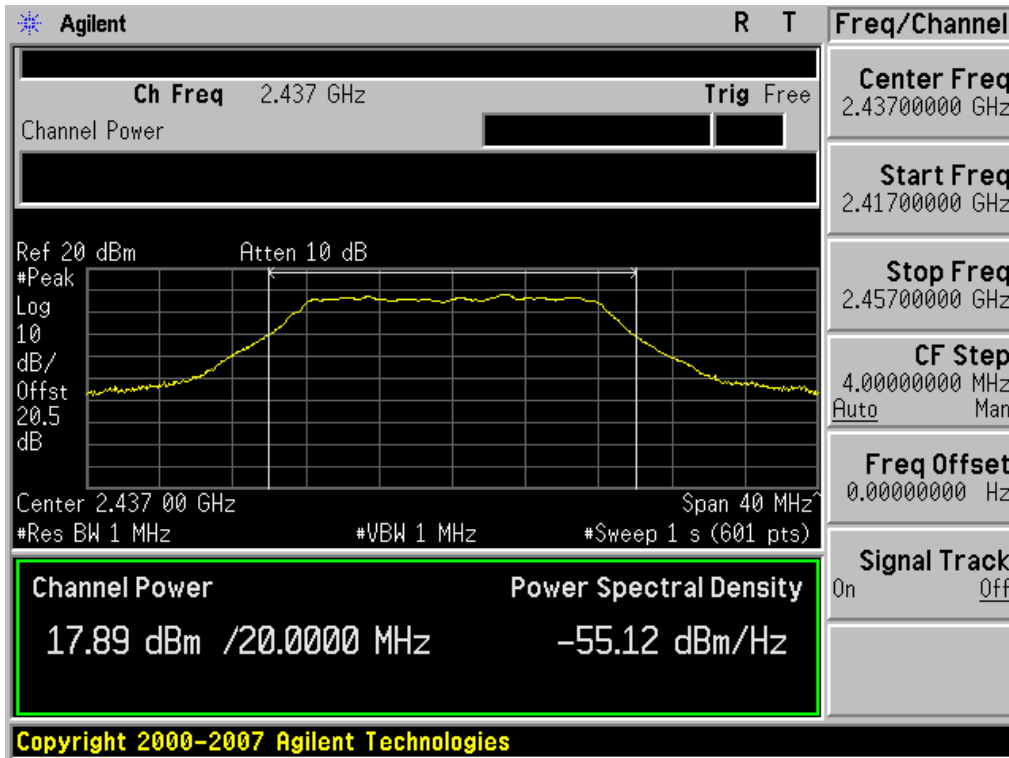 Agilent R T
Ch Freq 2.437 GHz Trig Free
Channel Power
Ref 20 dBm Atten 10 dB
#Peak
Log
10
dB/
Offst
20.5
dB
Center 2.437 00 GHz Span 40 MHz^
#Res BW 1 MHz #VBW 1 MHz #Sweep 1 s (601 pts)
Channel Power Power Spectral Density
17.89 dBm /20.0000 MHz -55.12 dBm/Hz
Copyright 2000-2007 Agilent Technologies
Freq/Channel
Center Freq
2.43700000 GHz
Start Freq
2.41700000 GHz
Stop Freq
2.45700000 GHz
CF Step
4.00000000 MHz
Auto Man
Freq Offset
0.00000000 Hz
Signal Track
On Off